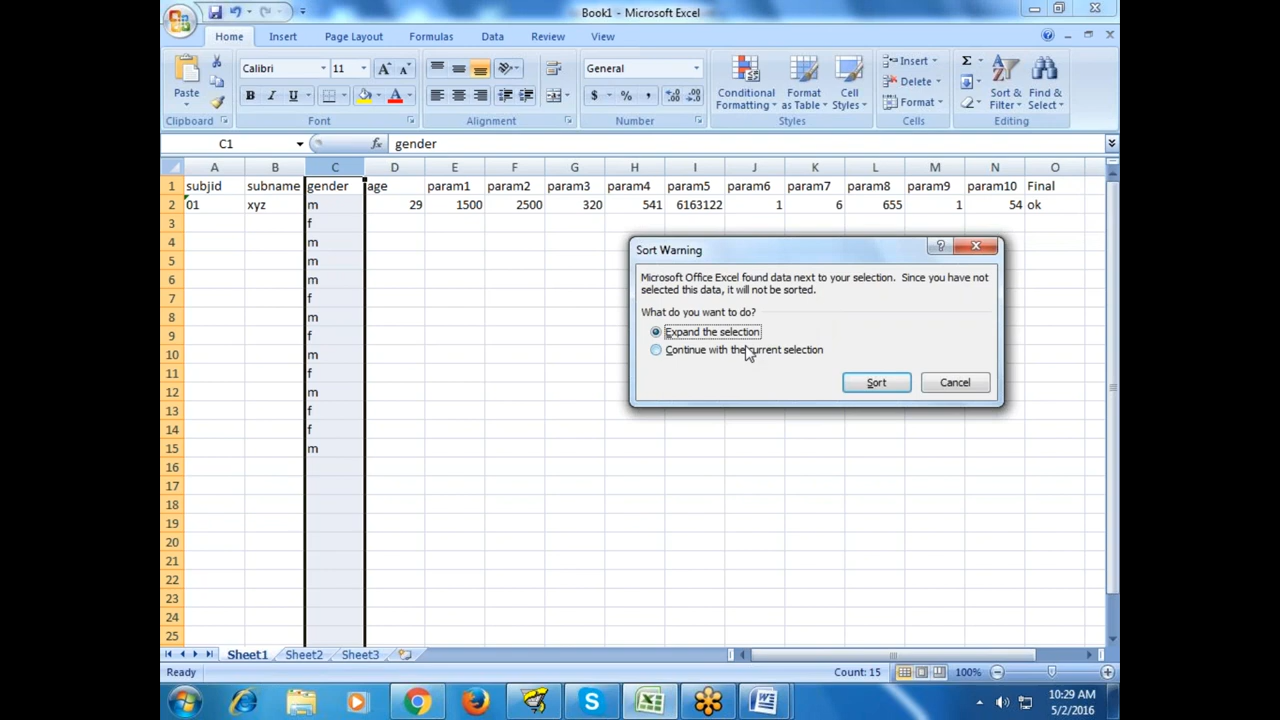 Book1 - Microsoft Excel
Home Insert Page Layout Formulas Data Review View
Paste
Clipboard
Calibri 11
B I U
Font
Alignment
General
$ % ,
Number
Conditional Formatting
Format as Table
Cell Styles
Styles
Insert
Delete
Format
Cells
Σ
Sort & Filter
Find & Select
Editing
C1 fx gender
A B C D E F G H I J K L M N O
1 subjid subname gender age param1 param2 param3 param4 param5 param6 param7 param8 param9 param10 Final
2 01 xyz m 29 1500 2500 320 541 6163122 1 6 655 1 54 ok
3 f
4 m
5 m
6 m
7 f
8 m
9 f
10 m
11 f
12 m
13 f
14 f
15 m
16
17
18
19
20
21
22
23
24
25
Sort Warning
Microsoft Office Excel found data next to your selection. Since you have not
selected this data, it will not be sorted.
What do you want to do?
Expand the selection
Continue with the current selection
Sort Cancel
Sheet1 Sheet2 Sheet3
Ready Count: 15 100%
10:29 AM
5/2/2016